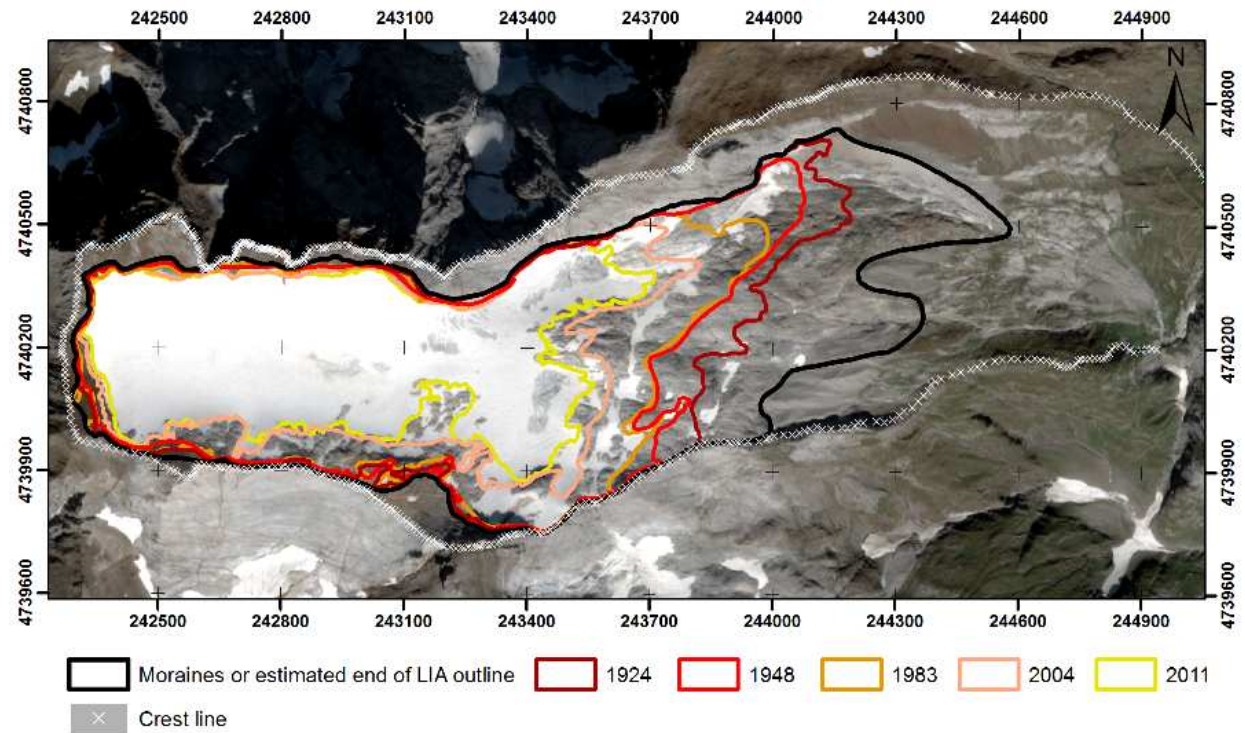 242500 242800 243100 243400 243700 244000 244300 244600 244900
N
4740800 4740800
4740500 4740500
4740200 4740200
4739900 4739900
4739600 4739600
242500 242800 243100 243400 243700 244000 244300 244600 244900
Moraines or estimated end of LIA outline 1924 1948 1983 2004 2011
Crest line